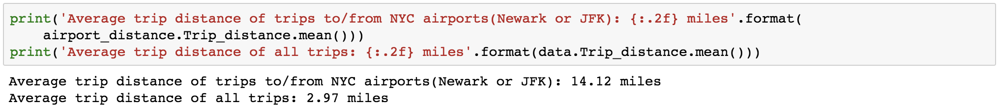 print('Average trip distance of trips to/from NYC airports(Newark or JFK): {:.2f} miles'.format(
    airport_distance.Trip_distance.mean()))
print('Average trip distance of all trips: {:.2f} miles'.format(data.Trip_distance.mean()))
Average trip distance of trips to/from NYC airports(Newark or JFK): 14.12 miles
Average trip distance of all trips: 2.97 miles